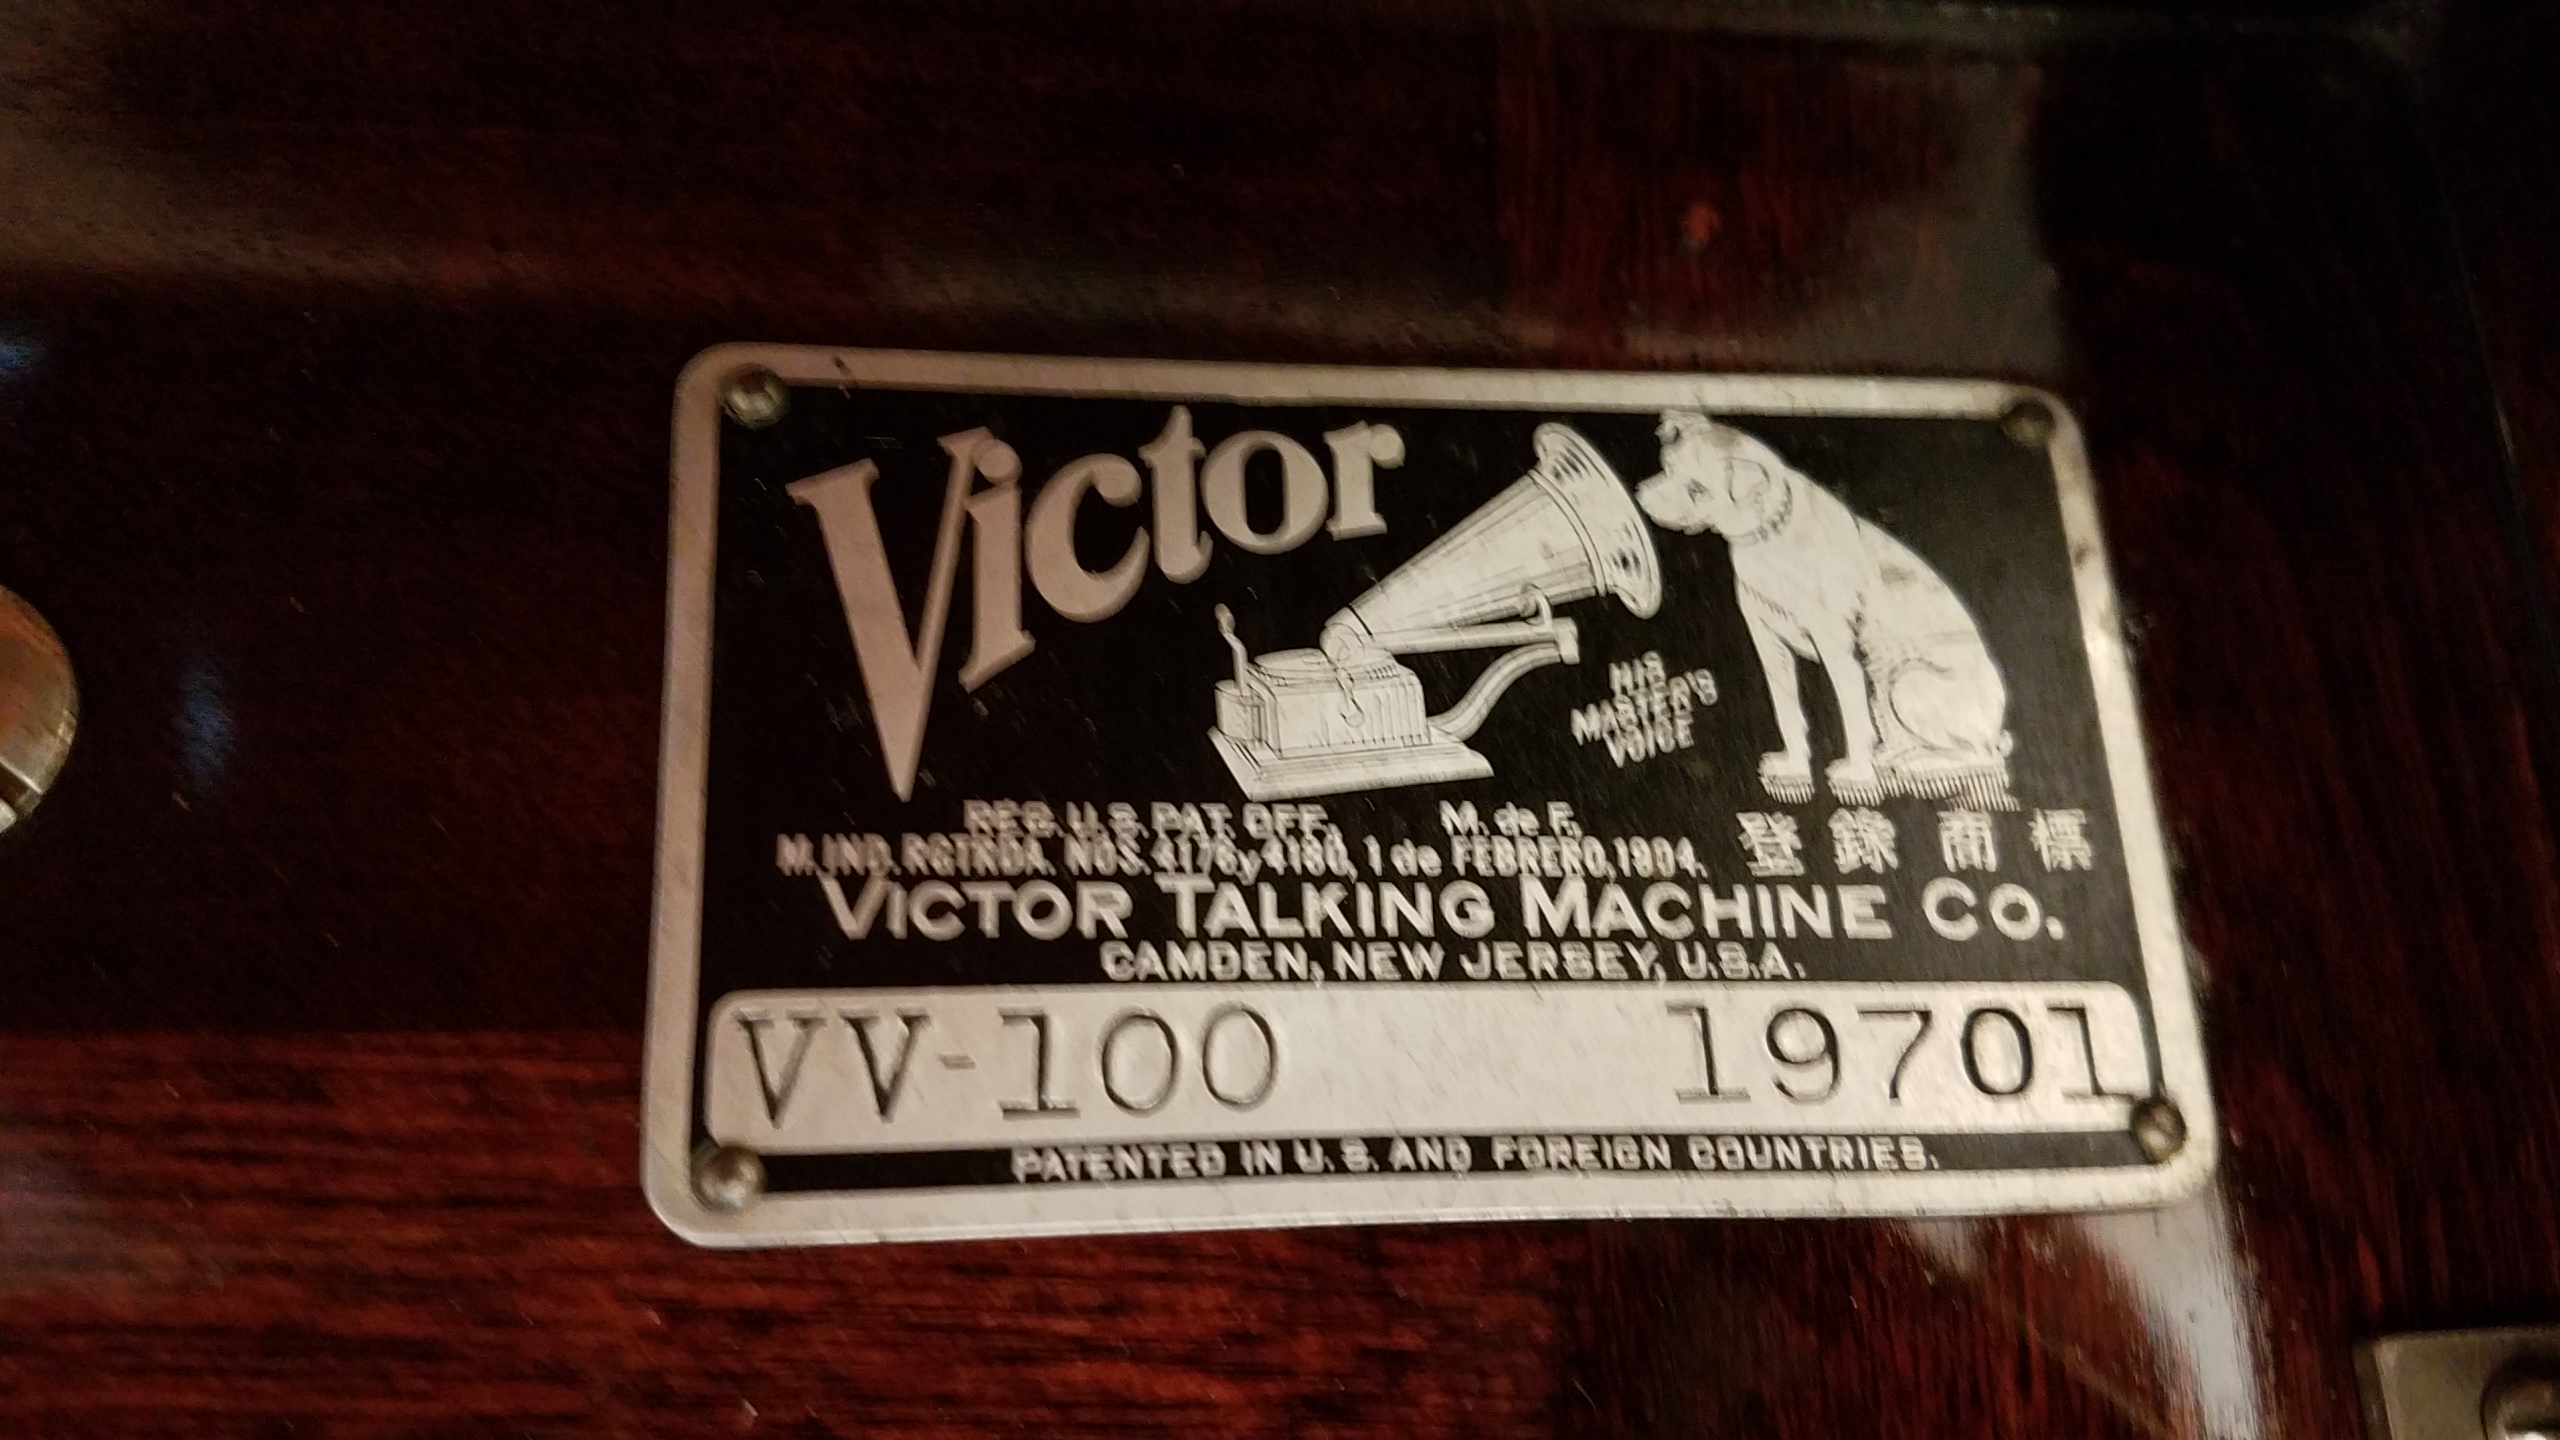 Victor
HIS
MASTER'S
VOICE
REG. U.S. PAT. OFF. M. de F.
M. IND. RGTRDA. NOS. 4176 y 4180, 1 de FEBRERO, 1904. 登錄商標
VICTOR TALKING MACHINE CO.
CAMDEN, NEW JERSEY, U.S.A.
VV-100 19701
PATENTED IN U.S. AND FOREIGN COUNTRIES.